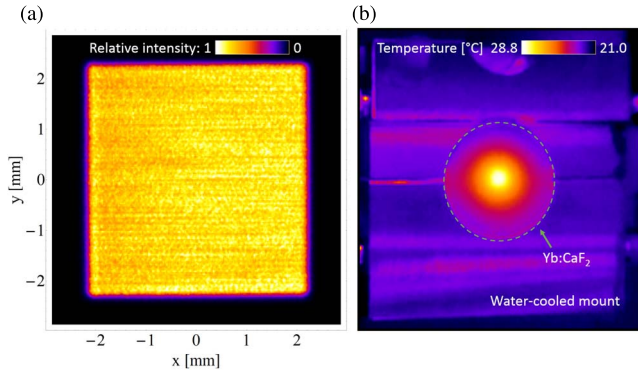 (a)
(b)
Relative intensity: 1 0
Temperature [°C] 28.8 21.0
2
1
0
−1
−2
y [mm]
−2 −1 0 1 2
x [mm]
Yb:CaF₂
Water-cooled mount